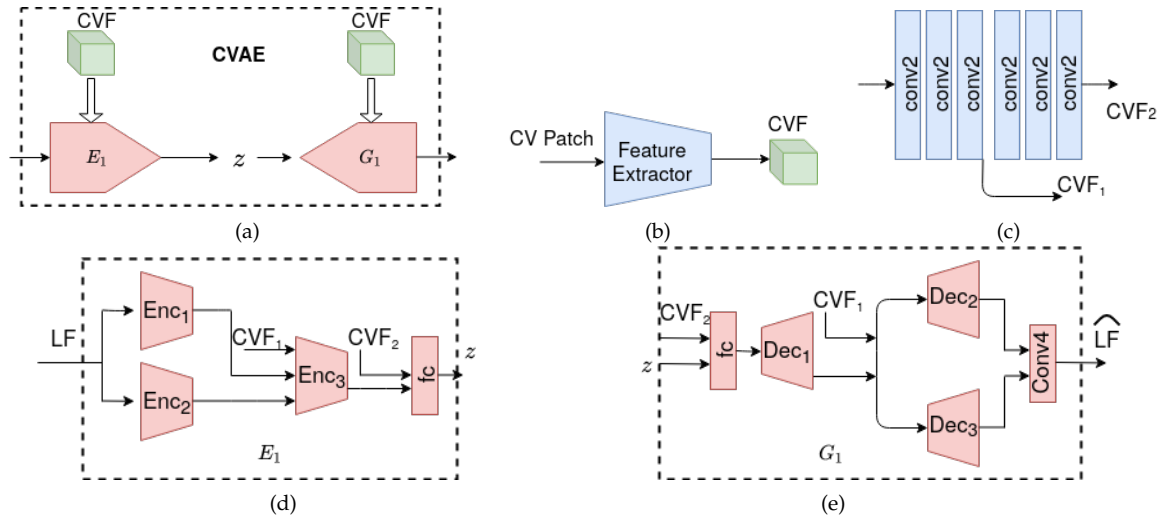 CVF
CVF
CVAE
E₁
z
G₁
(a)
CV Patch
Feature
Extractor
CVF
(b)
conv2
conv2
conv2
conv2
conv2
conv2
CVF₂
CVF₁
(c)
LF
Enc₁
Enc₂
CVF₁
Enc₃
CVF₂
fc
z
E₁
(d)
CVF₂
z
fc
Dec₁
CVF₁
Dec₂
Dec₃
Conv4
L͡F
G₁
(e)